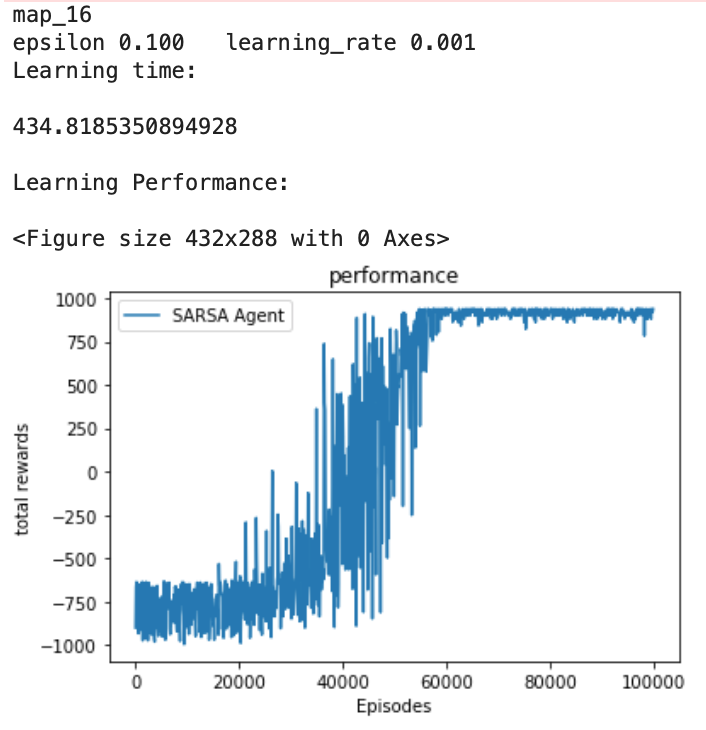 map_16
epsilon 0.100   learning_rate 0.001
Learning time:
434.8185350894928
Learning Performance:
<Figure size 432x288 with 0 Axes>
performance
SARSA Agent
total rewards
1000
750
500
250
0
−250
−500
−750
−1000
0 20000 40000 60000 80000 100000
Episodes